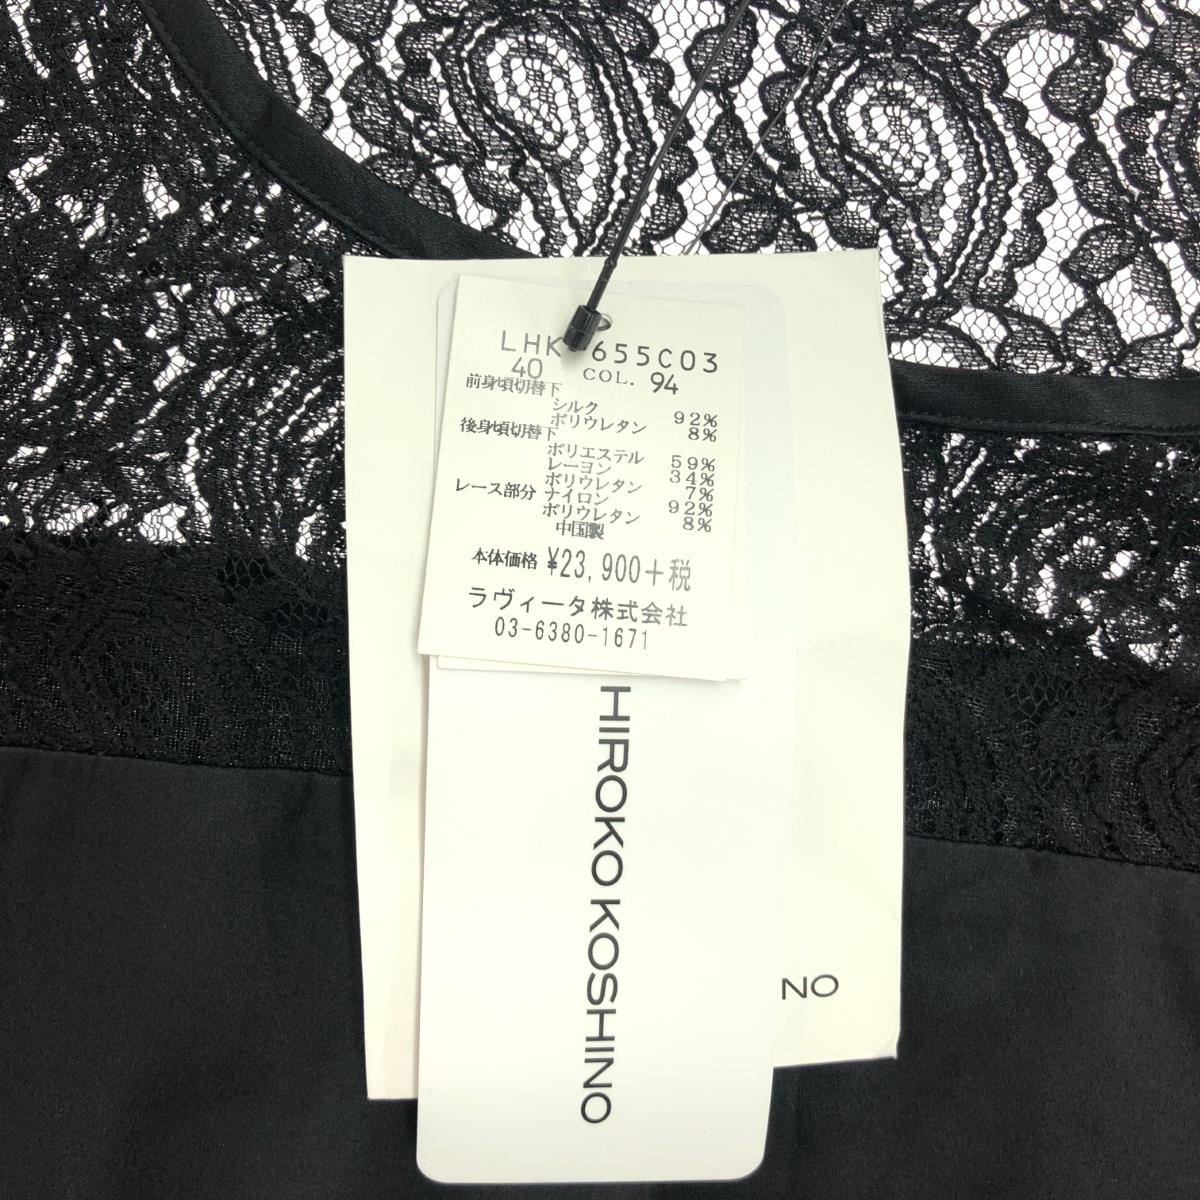 LHK 655C03
40 COL. 94
前身頃切替下
シルク 92%
ポリウレタン 8%
後身頃切替下
ポリエステル 59%
レーヨン 34%
ポリウレタン 7%
レース部分 ナイロン 92%
ポリウレタン 8%
中国製
本体価格 ¥23,900+税
ラヴィータ株式会社
03-6380-1671
HIROKO KOSHINO
NO